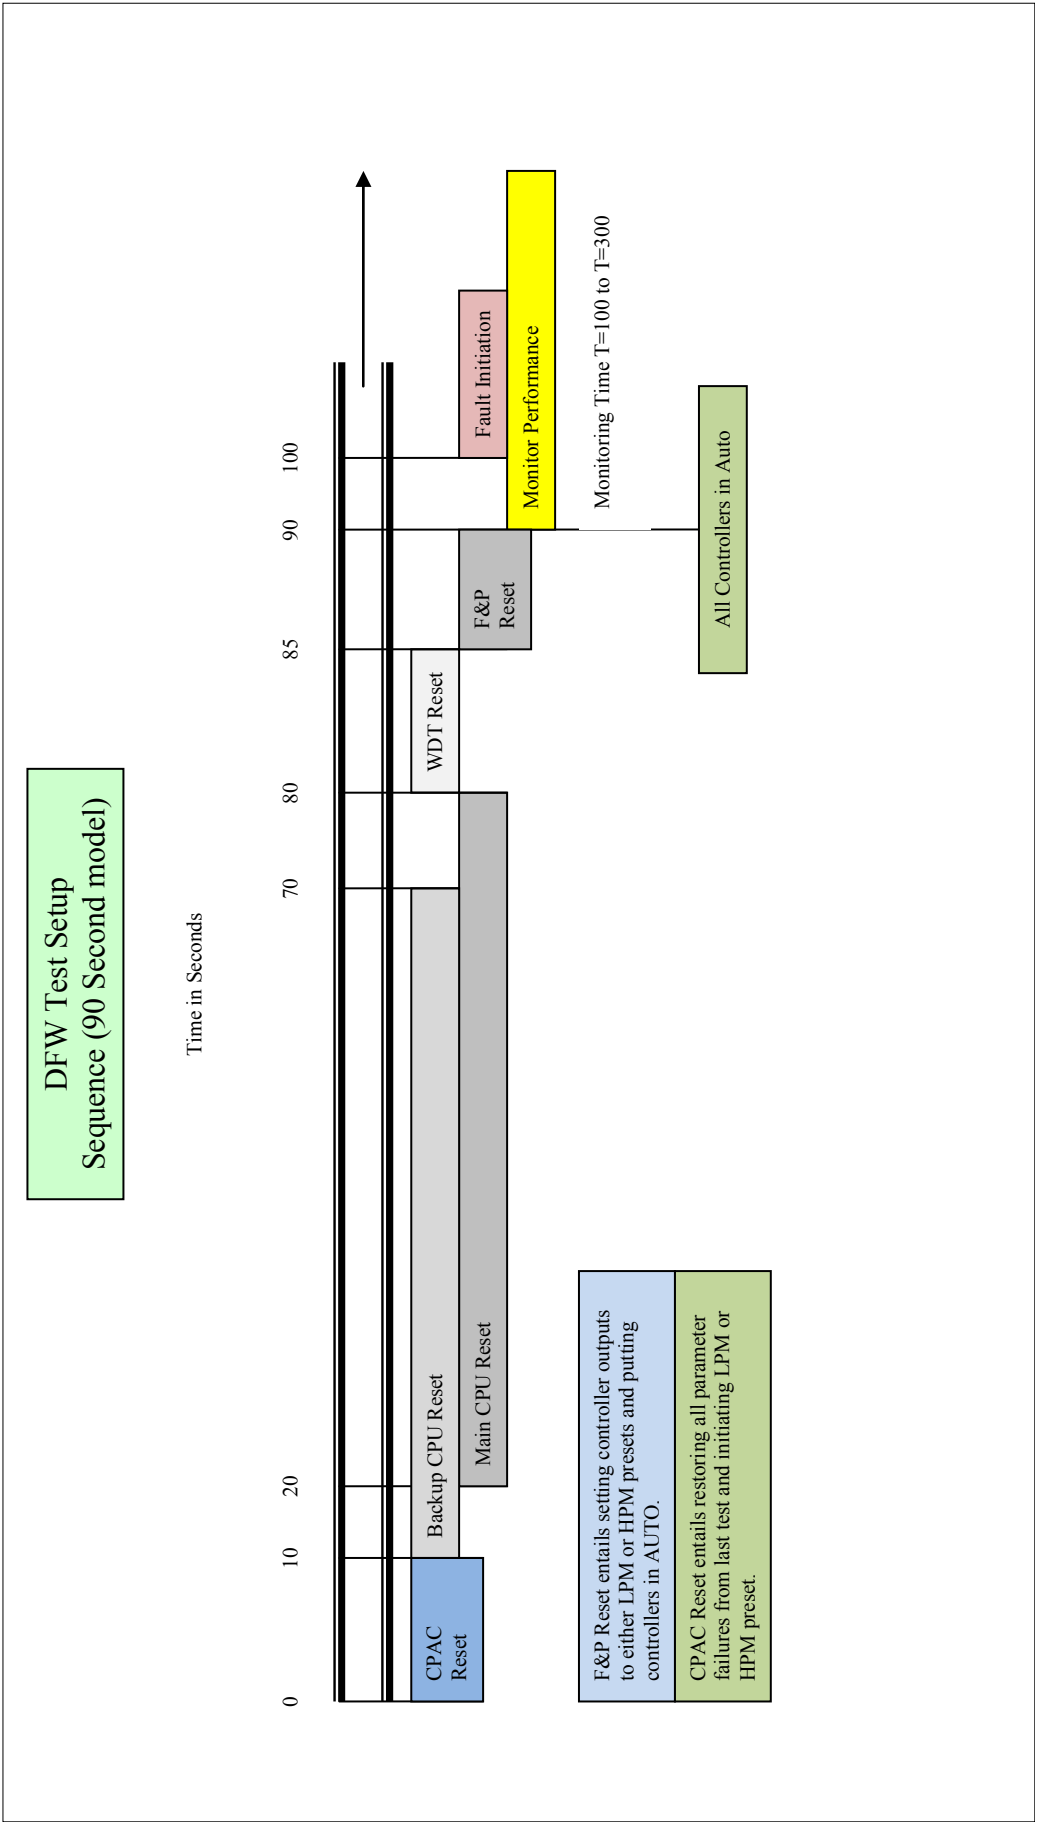 DFW Test Setup
Sequence (90 Second model)
Time in Seconds
0
10
20
70
80
85
90
100
CPAC
Reset
Backup CPU Reset
Main CPU Reset
WDT Reset
F&P
Reset
Fault Initiation
Monitor Performance
Monitoring Time T=100 to T=300
All Controllers in Auto
F&P Reset entails setting controller outputs
to either LPM or HPM presets and putting
controllers in AUTO.
CPAC Reset entails restoring all parameter
failures from last test and initiating LPM or
HPM preset.